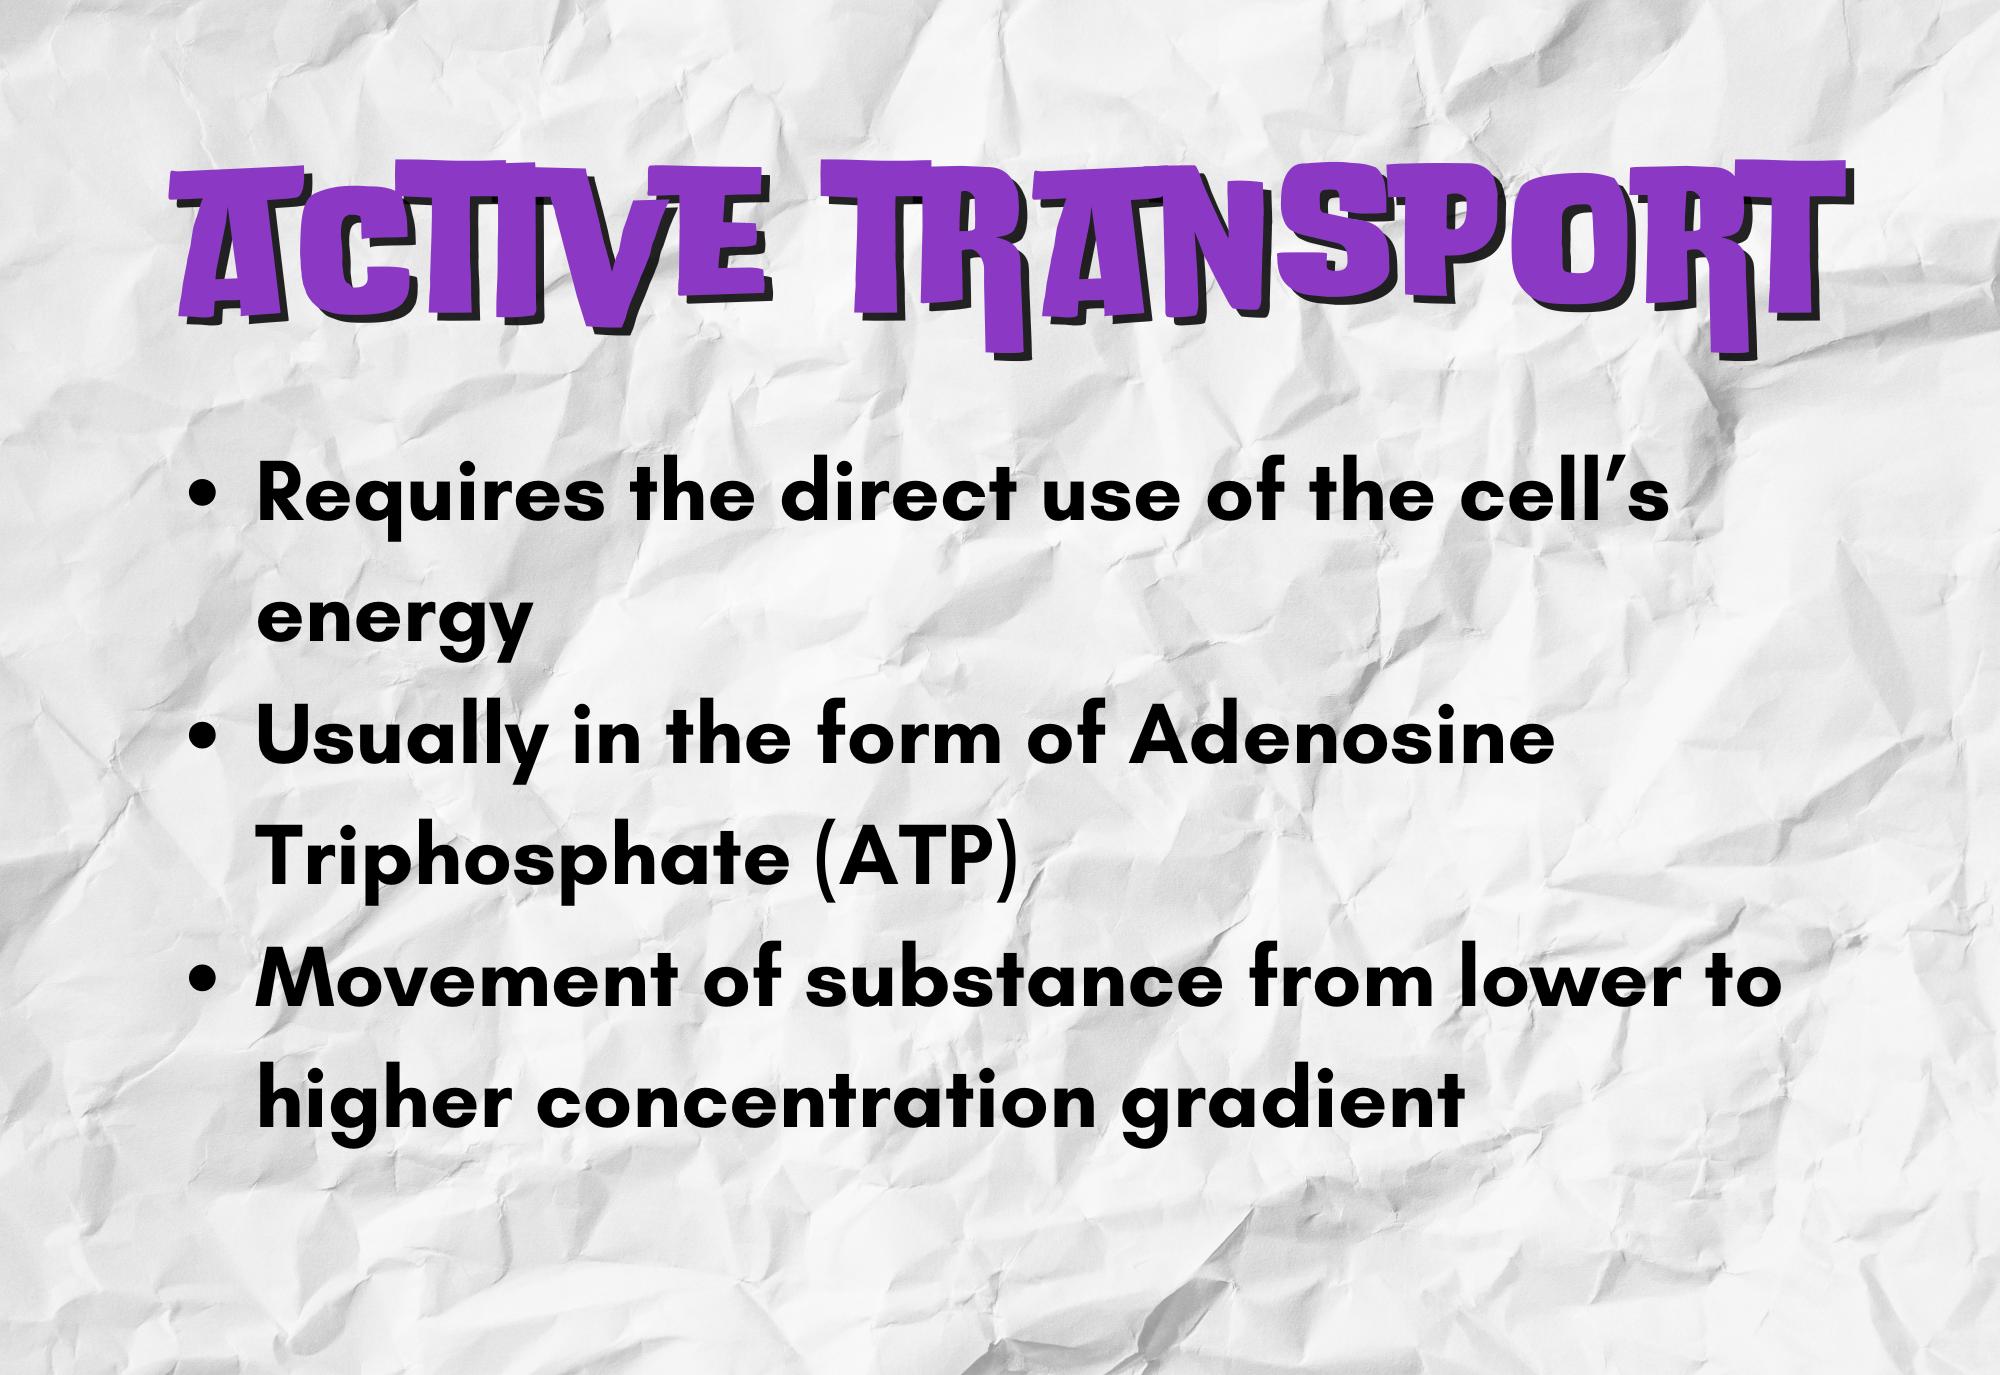 ACTIVE TRANSPORT
• Requires the direct use of the cell’s
energy
• Usually in the form of Adenosine
Triphosphate (ATP)
• Movement of substance from lower to
higher concentration gradient